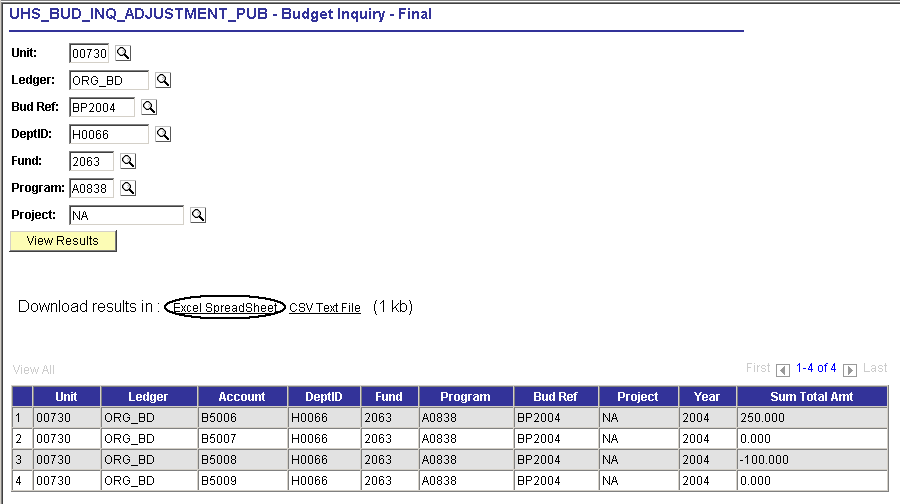 UHS_BUD_INQ_ADJUSTMENT_PUB - Budget Inquiry - Final
Unit: 00730
Ledger: ORG_BD
Bud Ref: BP2004
DeptID: H0066
Fund: 2063
Program: A0838
Project: NA
View Results
Download results in : Excel SpreadSheet CSV Text File (1 kb)
View All First 1-4 of 4 Last
Unit Ledger Account DeptID Fund Program Bud Ref Project Year Sum Total Amt
1 00730 ORG_BD B5006 H0066 2063 A0838 BP2004 NA 2004 250.000
2 00730 ORG_BD B5007 H0066 2063 A0838 BP2004 NA 2004 0.000
3 00730 ORG_BD B5008 H0066 2063 A0838 BP2004 NA 2004 -100.000
4 00730 ORG_BD B5009 H0066 2063 A0838 BP2004 NA 2004 0.000